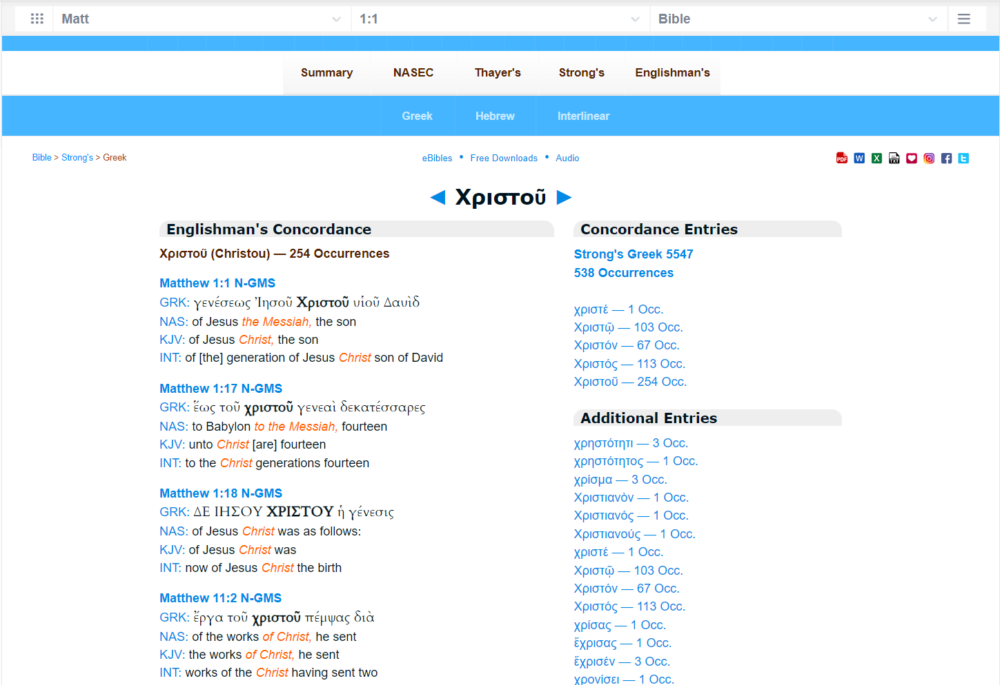 Matt 1:1 Bible
Summary NASEC Thayer's Strong's Englishman's
Greek Hebrew Interlinear
Bible > Strong's > Greek
eBibles • Free Downloads • Audio
◄ Χριστοῦ ►
Englishman's Concordance
Χριστοῦ (Christou) — 254 Occurrences
Matthew 1:1 N-GMS
GRK: γενέσεως Ἰησοῦ Χριστοῦ υἱοῦ Δαυὶδ
NAS: of Jesus the Messiah, the son
KJV: of Jesus Christ, the son
INT: of [the] generation of Jesus Christ son of David
Matthew 1:17 N-GMS
GRK: ἕως τοῦ χριστοῦ γενεαὶ δεκατέσσαρες
NAS: to Babylon to the Messiah, fourteen
KJV: unto Christ [are] fourteen
INT: to the Christ generations fourteen
Matthew 1:18 N-GMS
GRK: ΔΕ ΙΗΣΟΥ ΧΡΙΣΤΟΥ ἡ γένεσις
NAS: of Jesus Christ was as follows:
KJV: of Jesus Christ was
INT: now of Jesus Christ the birth
Matthew 11:2 N-GMS
GRK: ἔργα τοῦ χριστοῦ πέμψας διὰ
NAS: of the works of Christ, he sent
KJV: the works of Christ, he sent
INT: works of the Christ having sent two
Concordance Entries
Strong's Greek 5547
538 Occurrences
χριστέ — 1 Occ.
Χριστῷ — 103 Occ.
Χριστόν — 67 Occ.
Χριστός — 113 Occ.
Χριστοῦ — 254 Occ.
Additional Entries
χρηστότητι — 3 Occ.
χρηστότητος — 1 Occ.
χρίσμα — 3 Occ.
Χριστιανὸν — 1 Occ.
Χριστιανός — 1 Occ.
Χριστιανούς — 1 Occ.
χριστέ — 1 Occ.
Χριστῷ — 103 Occ.
Χριστόν — 67 Occ.
Χριστός — 113 Occ.
χρίσας — 1 Occ.
ἔχρισας — 1 Occ.
ἔχρισέν — 3 Occ.
χρονίσει — 1 Occ.